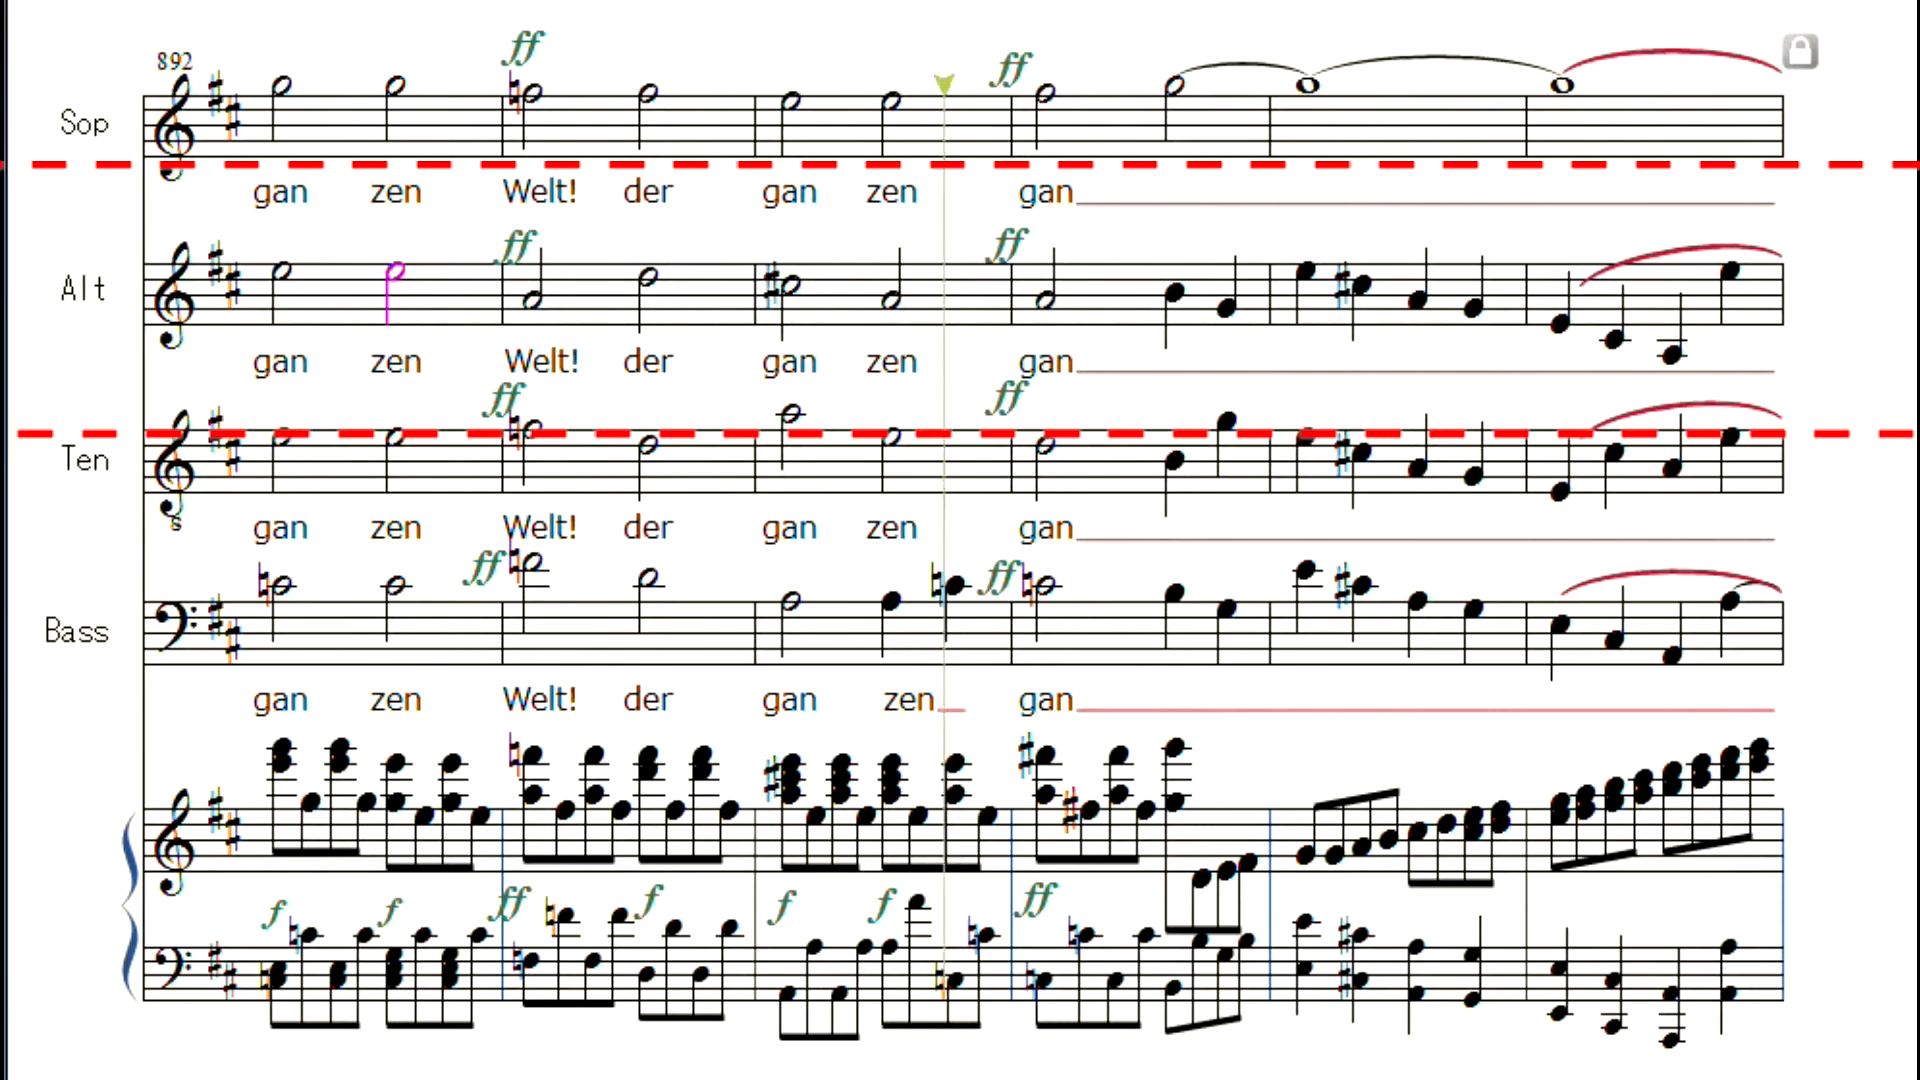 892
ff ff
Sop
gan zen Welt! der gan zen gan
ff ff
Alt
gan zen Welt! der gan zen gan
ff ff
Ten
8
gan zen Welt! der gan zen gan
ff ff
Bass
gan zen Welt! der gan zen gan
f f ff f f f ff